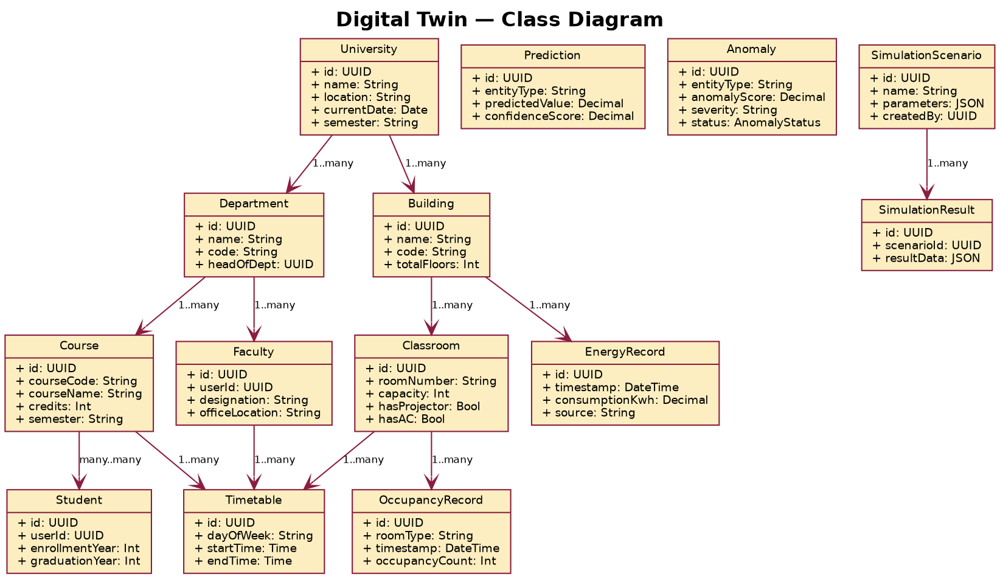 Digital Twin — Class Diagram
University
+ id: UUID
+ name: String
+ location: String
+ currentDate: Date
+ semester: String
Prediction
+ id: UUID
+ entityType: String
+ predictedValue: Decimal
+ confidenceScore: Decimal
Anomaly
+ id: UUID
+ entityType: String
+ anomalyScore: Decimal
+ severity: String
+ status: AnomalyStatus
SimulationScenario
+ id: UUID
+ name: String
+ parameters: JSON
+ createdBy: UUID
1..many
1..many
1..many
Department
+ id: UUID
+ name: String
+ code: String
+ headOfDept: UUID
Building
+ id: UUID
+ name: String
+ code: String
+ totalFloors: Int
SimulationResult
+ id: UUID
+ scenarioId: UUID
+ resultData: JSON
1..many
1..many
1..many
1..many
Course
+ id: UUID
+ courseCode: String
+ courseName: String
+ credits: Int
+ semester: String
Faculty
+ id: UUID
+ userId: UUID
+ designation: String
+ officeLocation: String
Classroom
+ id: UUID
+ roomNumber: String
+ capacity: Int
+ hasProjector: Bool
+ hasAC: Bool
EnergyRecord
+ id: UUID
+ timestamp: DateTime
+ consumptionKwh: Decimal
+ source: String
many..many
1..many
1..many
1..many
1..many
Student
+ id: UUID
+ userId: UUID
+ enrollmentYear: Int
+ graduationYear: Int
Timetable
+ id: UUID
+ dayOfWeek: String
+ startTime: Time
+ endTime: Time
OccupancyRecord
+ id: UUID
+ roomType: String
+ timestamp: DateTime
+ occupancyCount: Int